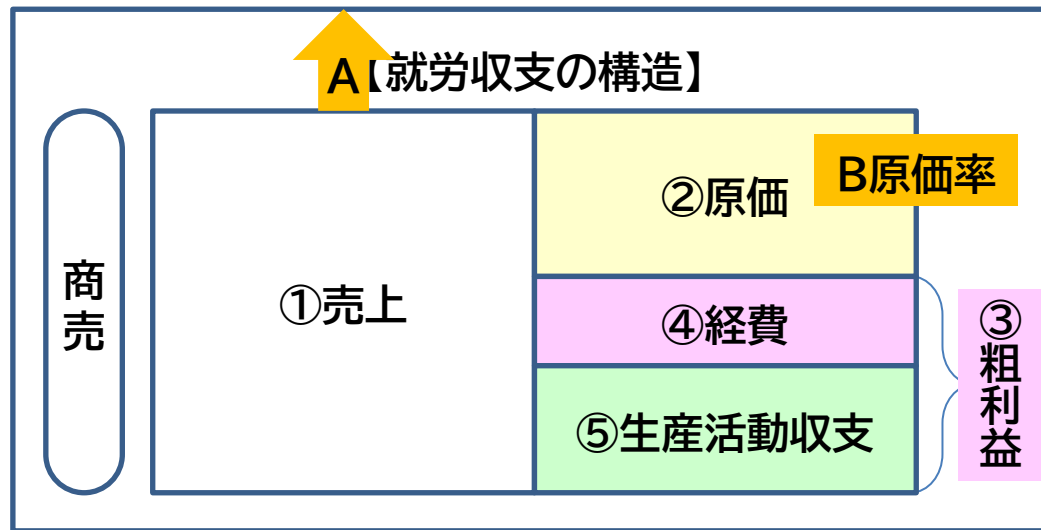 A【就労収支の構造】
②原価
B原価率
商売
①売上
④経費
③粗利益
⑤生産活動収支